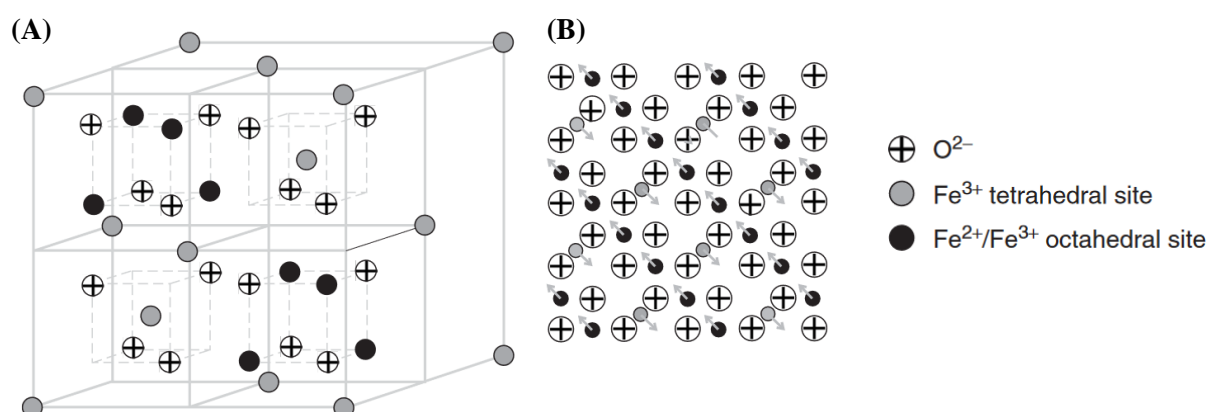 (A)
(B)
O²⁻
Fe³⁺ tetrahedral site
Fe²⁺/Fe³⁺ octahedral site